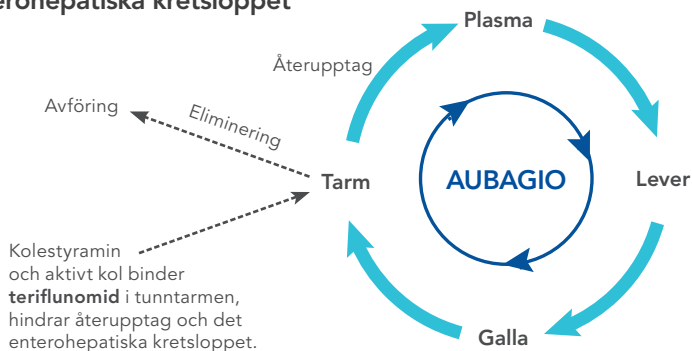 erohepatiska kretsloppet
Plasma
Återupptag
Avföring
Eliminering
Tarm
AUBAGIO
Lever
Kolestyramin
och aktivt kol binder
teriflunomid i tunntarmen,
hindrar återupptag och det
enterohepatiska kretsloppet.
Galla